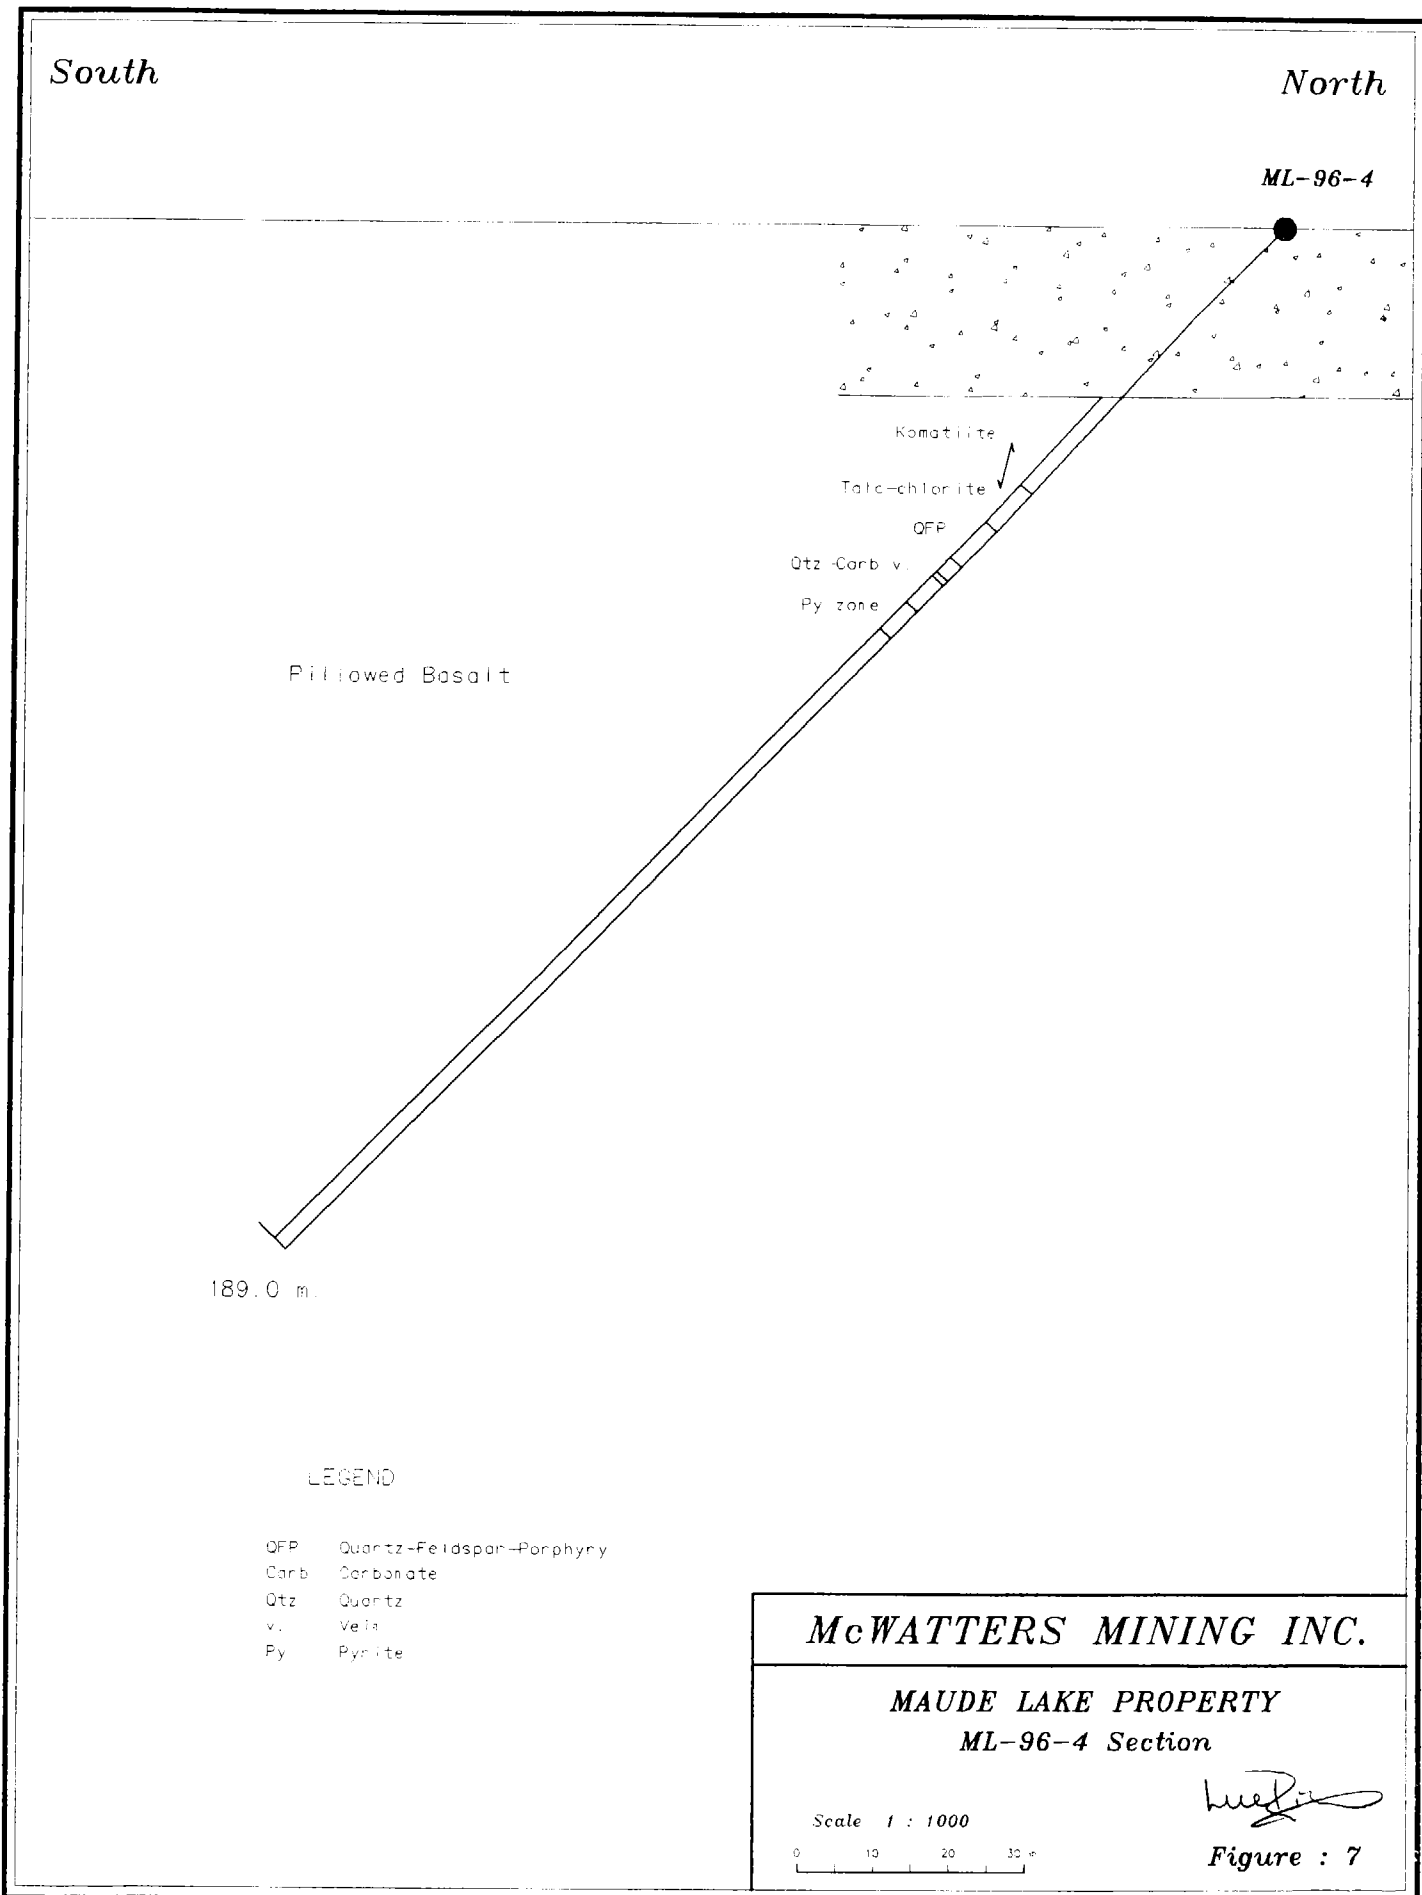 South
North
ML-96-4
Komatiite
Talc-chlorite
QFP
Qtz-Carb v.
Py zone
Pillowed Basalt
189.0 m.
LEGEND
QFP Quartz-Feldspar-Porphyry
Carb Carbonate
Qtz Quartz
v. Vein
Py Pyrite
McWATTERS MINING INC.
MAUDE LAKE PROPERTY
ML-96-4 Section
Scale 1 : 1000
0 10 20 30 m
Figure : 7